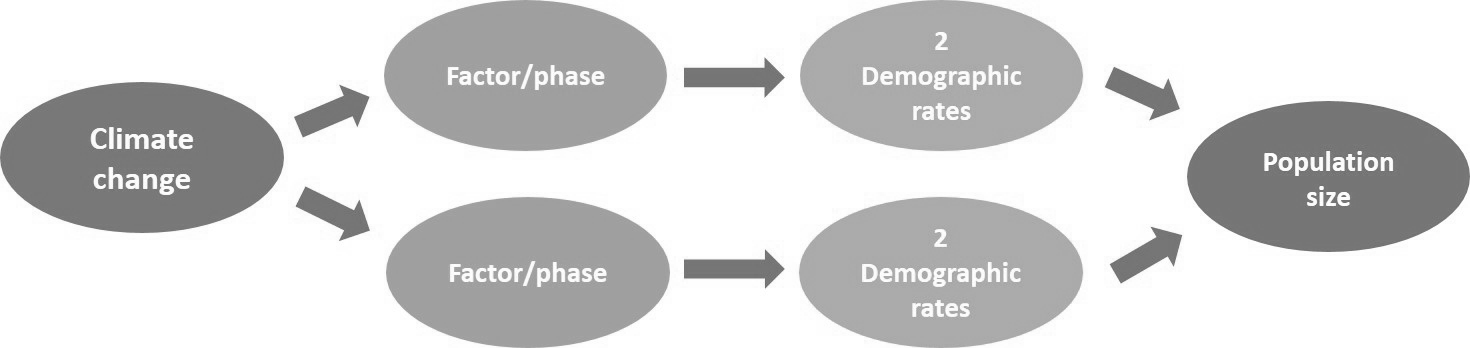 Climate
change
Factor/phase
2
Demographic
rates
Factor/phase
2
Demographic
rates
Population
size